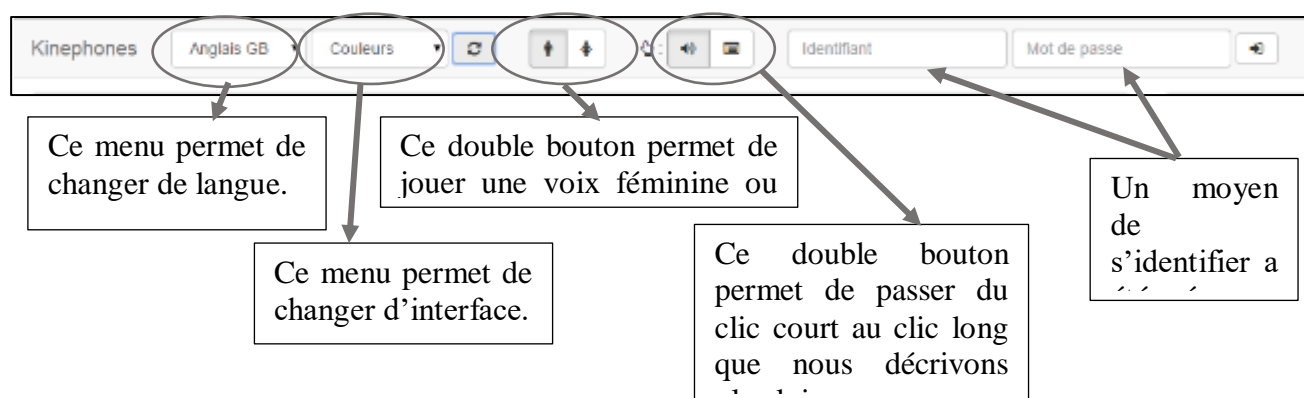 Kinephones Anglais GB Couleurs : Identifiant Mot de passe
Ce menu permet de
changer de langue.
Ce double bouton permet de
jouer une voix féminine ou
Un moyen
de
s'identifier a
Ce menu permet de
changer d'interface.
Ce double bouton
permet de passer du
clic court au clic long
que nous décrivons